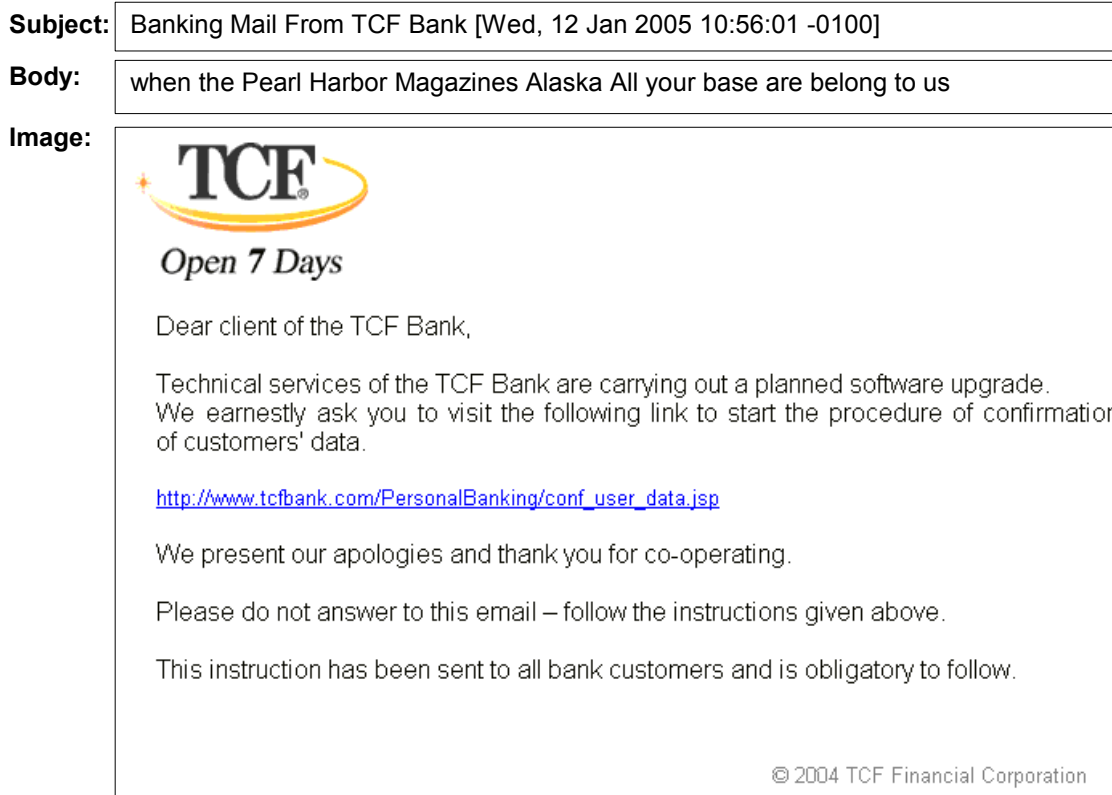 Subject: Banking Mail From TCF Bank [Wed, 12 Jan 2005 10:56:01 -0100]
Body: when the Pearl Harbor Magazines Alaska All your base are belong to us
Image:
TCF®
Open 7 Days
Dear client of the TCF Bank,
Technical services of the TCF Bank are carrying out a planned software upgrade.
We earnestly ask you to visit the following link to start the procedure of confirmation
of customers' data.
http://www.tcfbank.com/PersonalBanking/conf_user_data.jsp
We present our apologies and thank you for co-operating.
Please do not answer to this email – follow the instructions given above.
This instruction has been sent to all bank customers and is obligatory to follow.
© 2004 TCF Financial Corporation